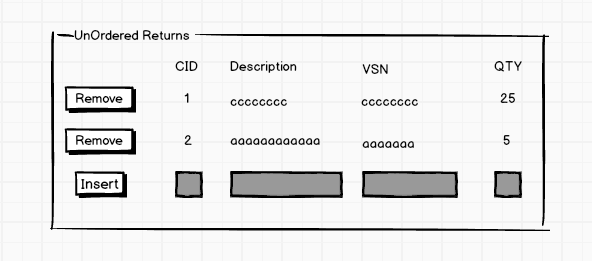 UnOrdered Returns
CID Description VSN QTY
Remove 1 cccccccc cccccccc 25
Remove 2 aaaaaaaaaaaa aaaaaaa 5
Insert